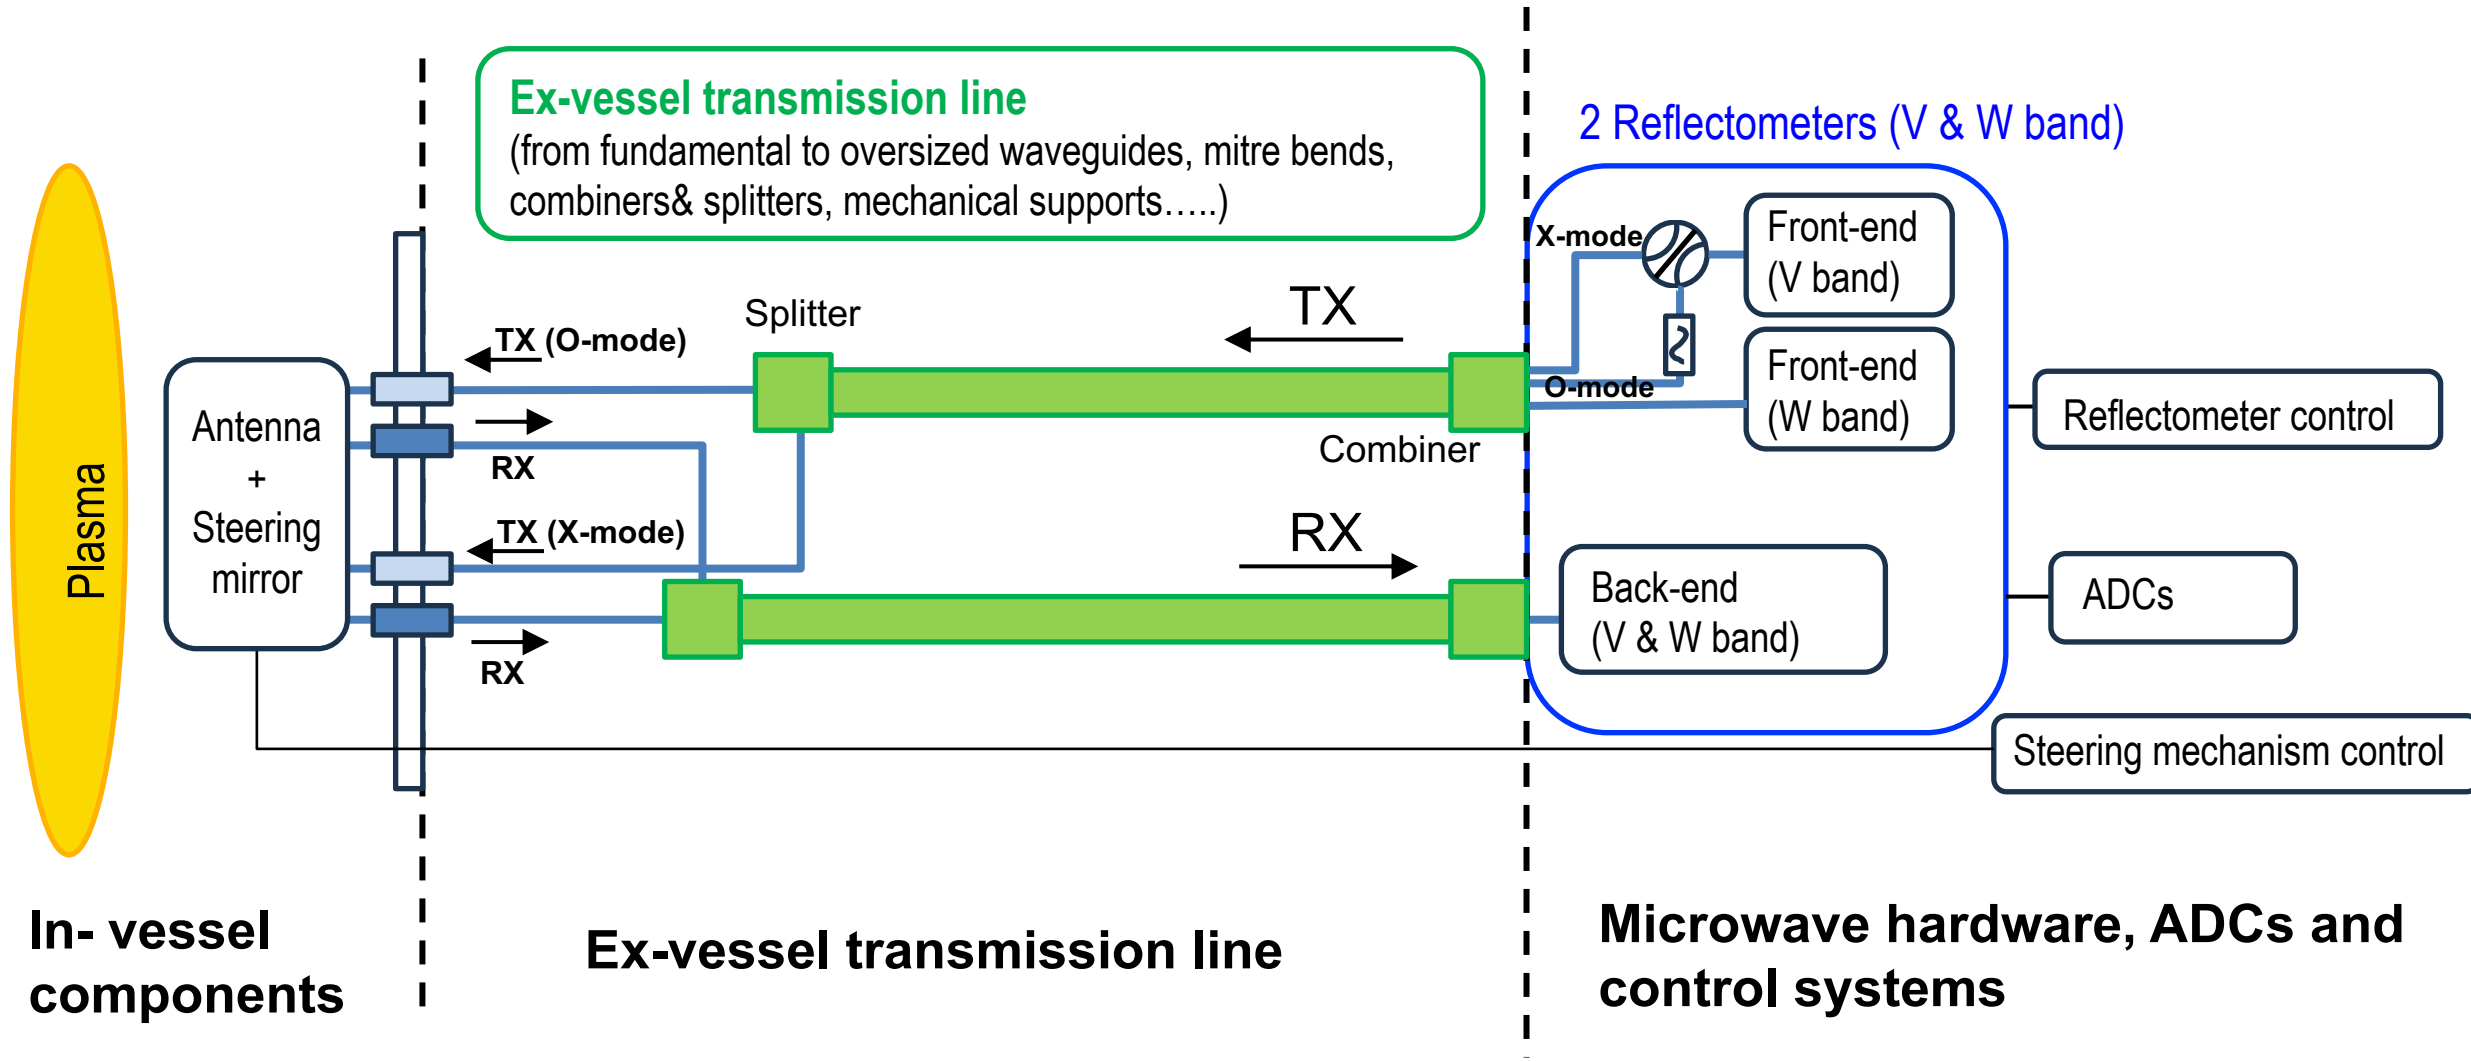 Ex-vessel transmission line
(from fundamental to oversized waveguides, mitre bends,
combiners& splitters, mechanical supports…..)
2 Reflectometers (V & W band)
X-mode
Front-end
(V band)
Splitter
TX
TX (O-mode)
Front-end
(W band)
O-mode
Reflectometer control
Combiner
Antenna
+
Steering
mirror
RX
Plasma
TX (X-mode)
RX
Back-end
(V & W band)
ADCs
RX
Steering mechanism control
In- vessel
components
Ex-vessel transmission line
Microwave hardware, ADCs and
control systems